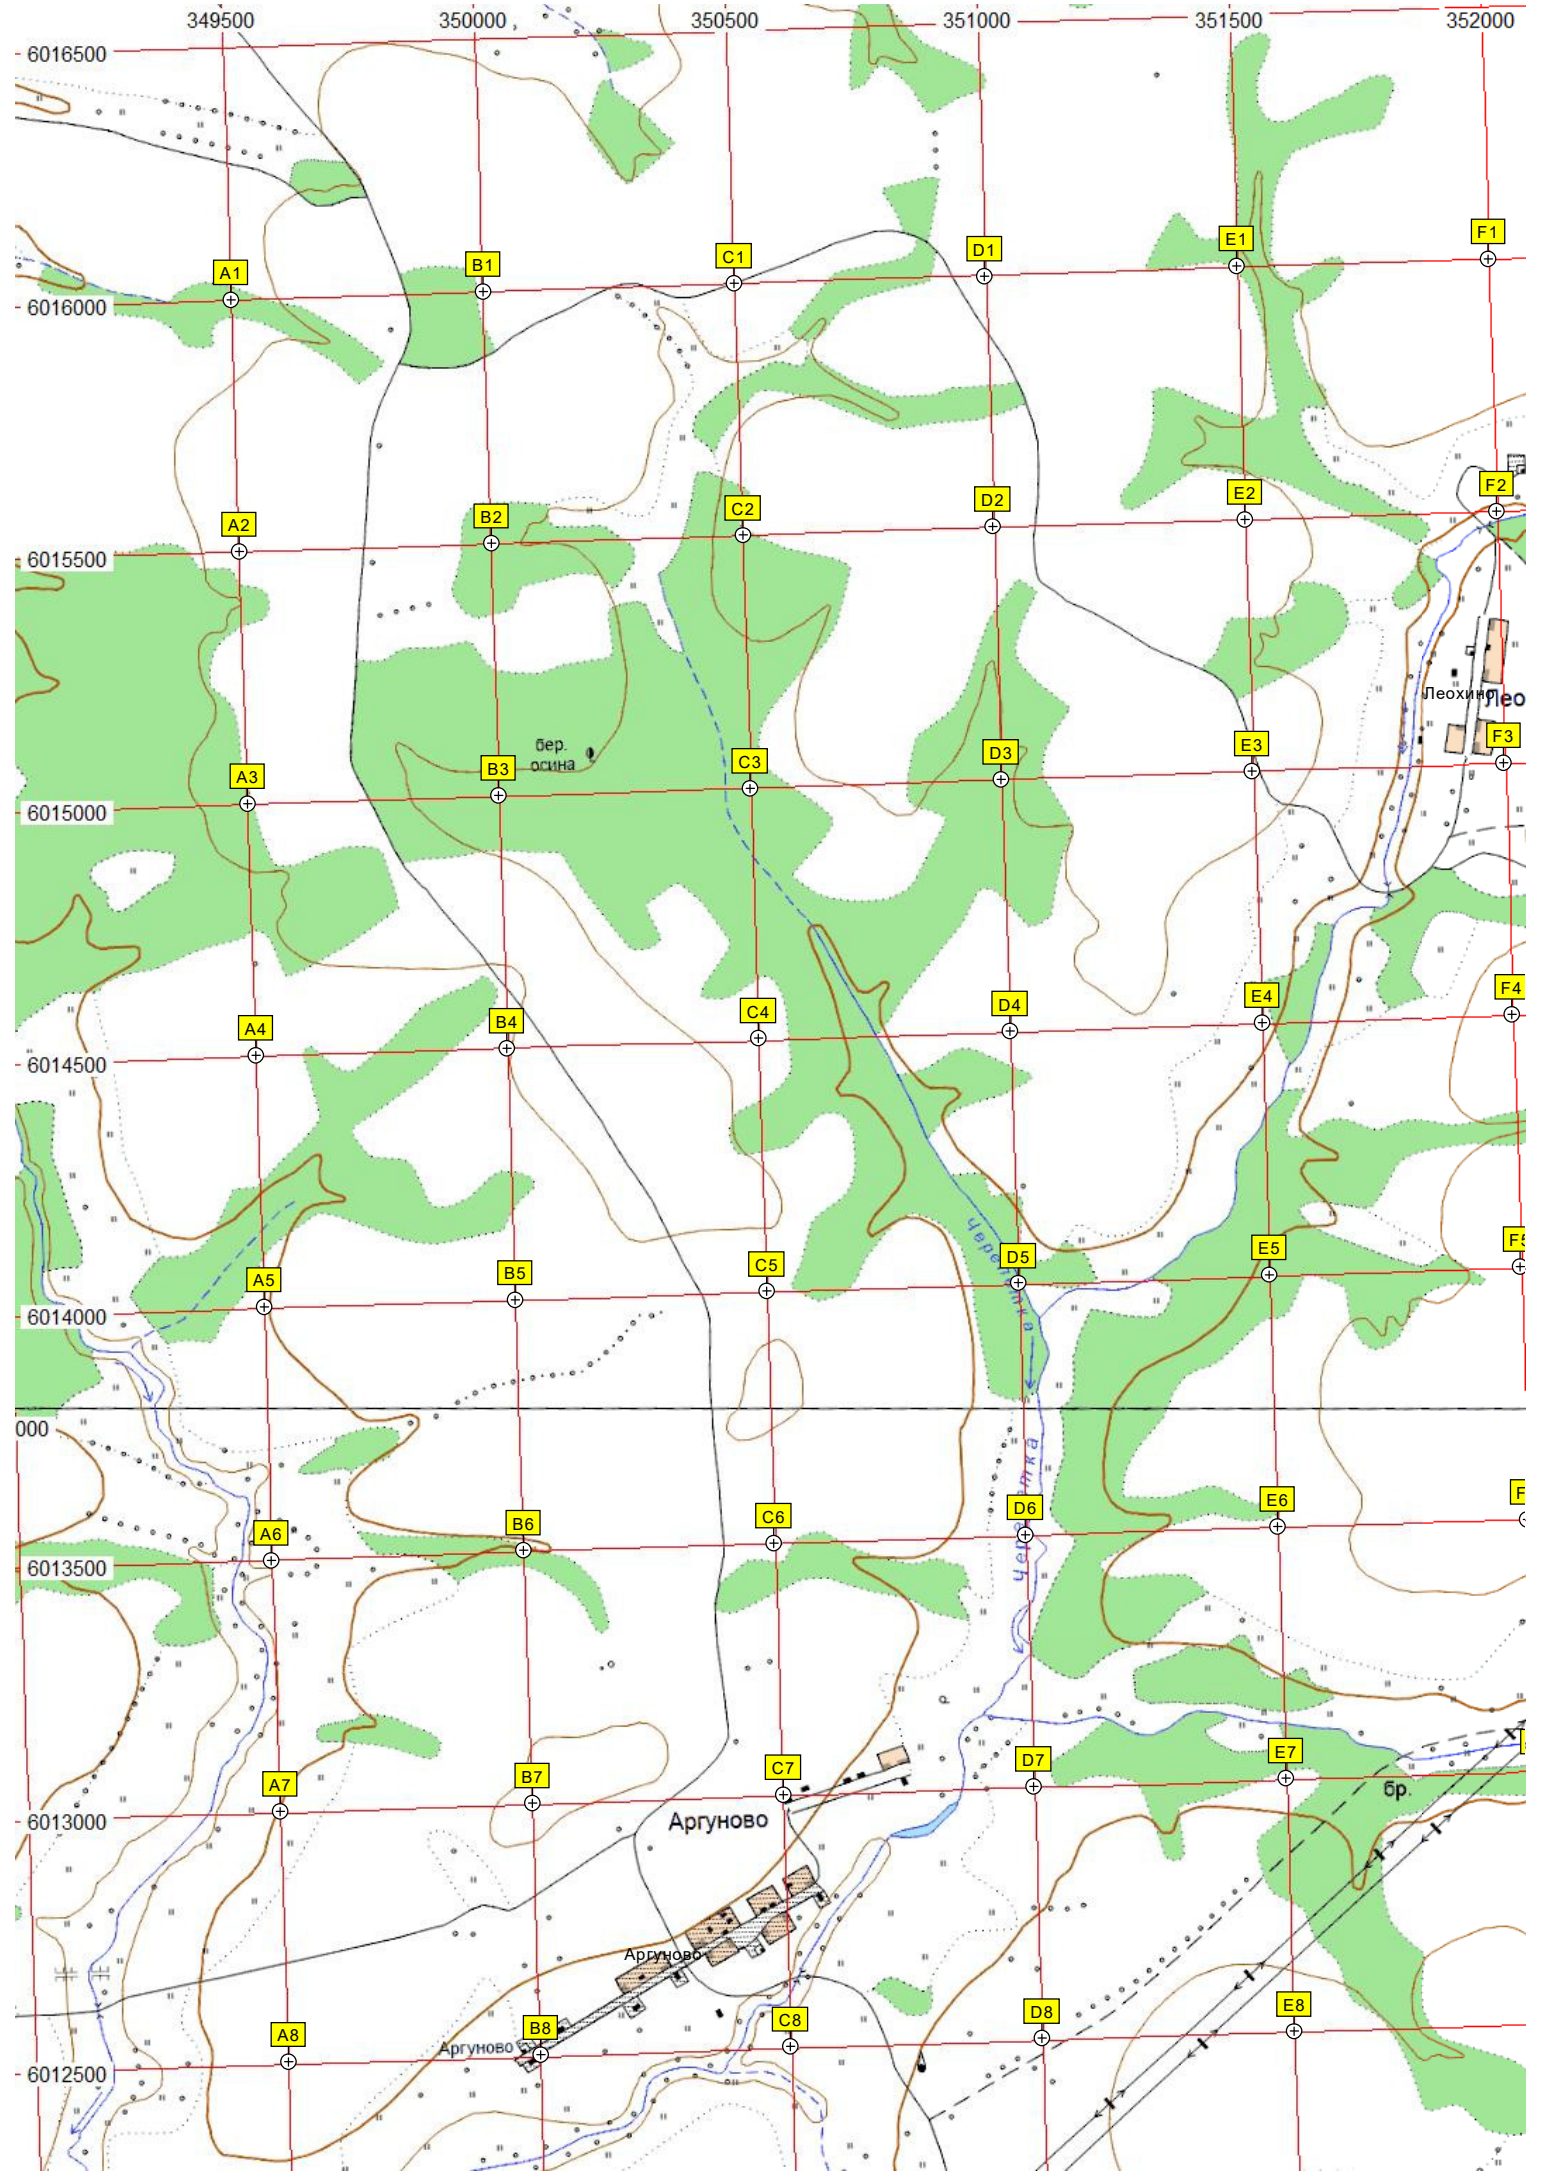 349500 350000 350500 351000 351500 352000
6016500
A1 B1 C1 D1 E1 F1
6016000
A2 B2 C2 D2 E2 F2
6015500
Леохино Лео
бер.
осина
A3 B3 C3 D3 E3 F3
6015000
A4 B4 C4 D4 E4 F4
6014500
Черепка
A5 B5 C5 D5 E5 F5
6014000
000
A6 B6 C6 D6 E6 F
6013500
A7 B7 C7 D7 E7
бр.
6013000
Аргуново
Аргуново
A8 B8 C8 D8 E8
Аргуново
6012500